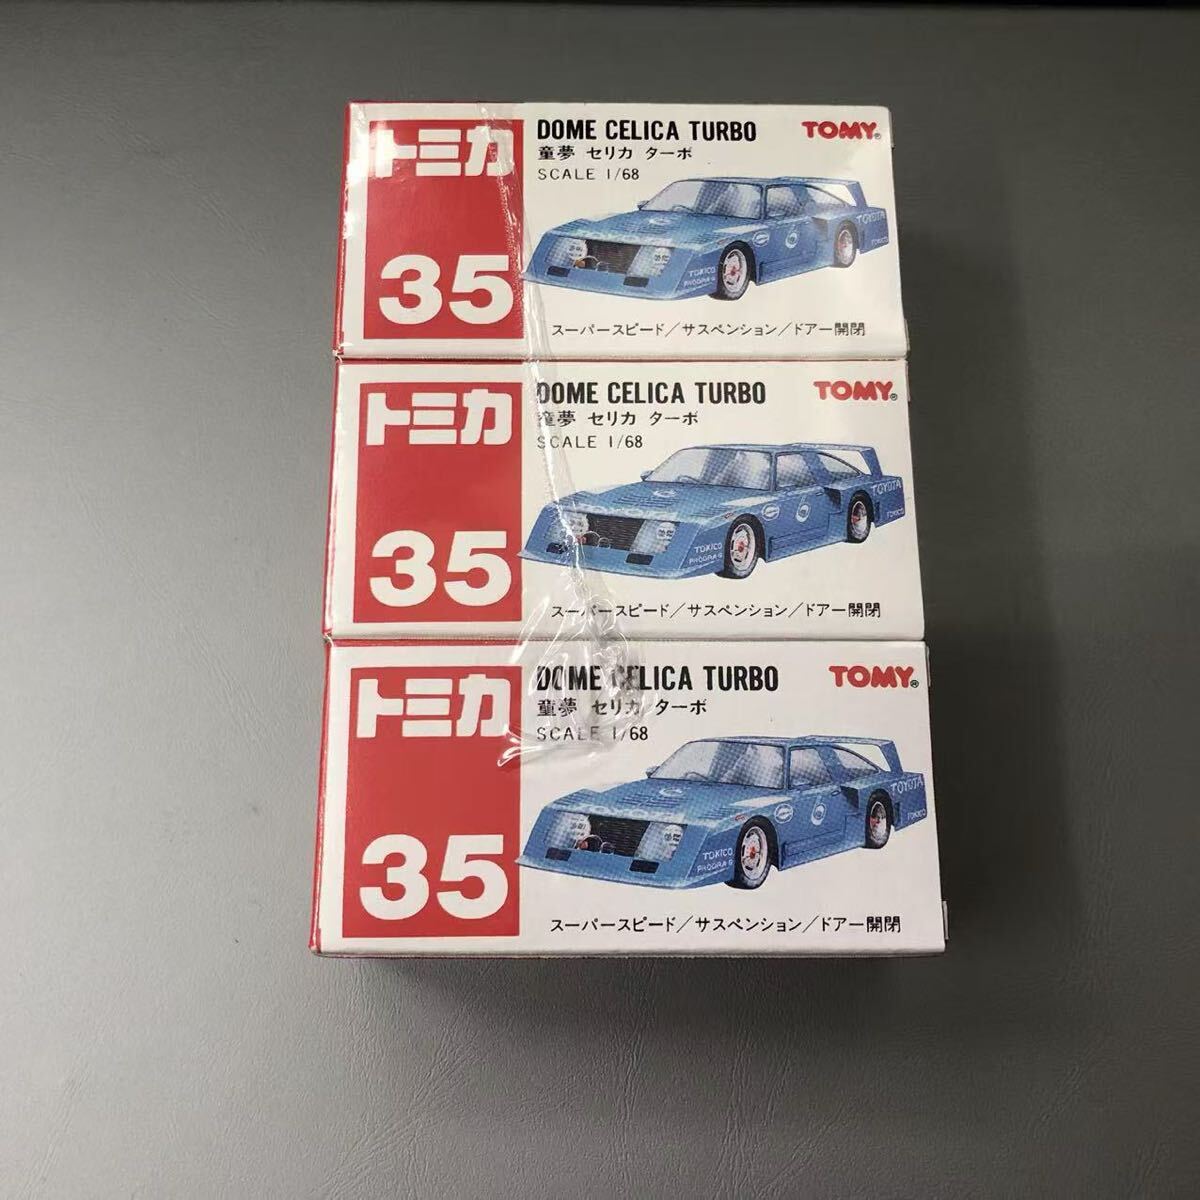 トミカ
35
DOME CELICA TURBO
TOMY®
童夢 セリカ ターボ
SCALE 1/68
TOYOTA
TOKICO
TOKICO
スーパースピード/サスペンション/ドアー開閉
トミカ
35
DOME CELICA TURBO
TOMY®
童夢 セリカ ターボ
SCALE 1/68
TOYOTA
TOKICO
TOKICO
スーパースピード/サスペンション/ドアー開閉
トミカ
35
DOME CELICA TURBO
TOMY®
童夢 セリカ ターボ
SCALE 1/68
TOYOTA
TOKICO
TOKICO
スーパースピード/サスペンション/ドアー開閉